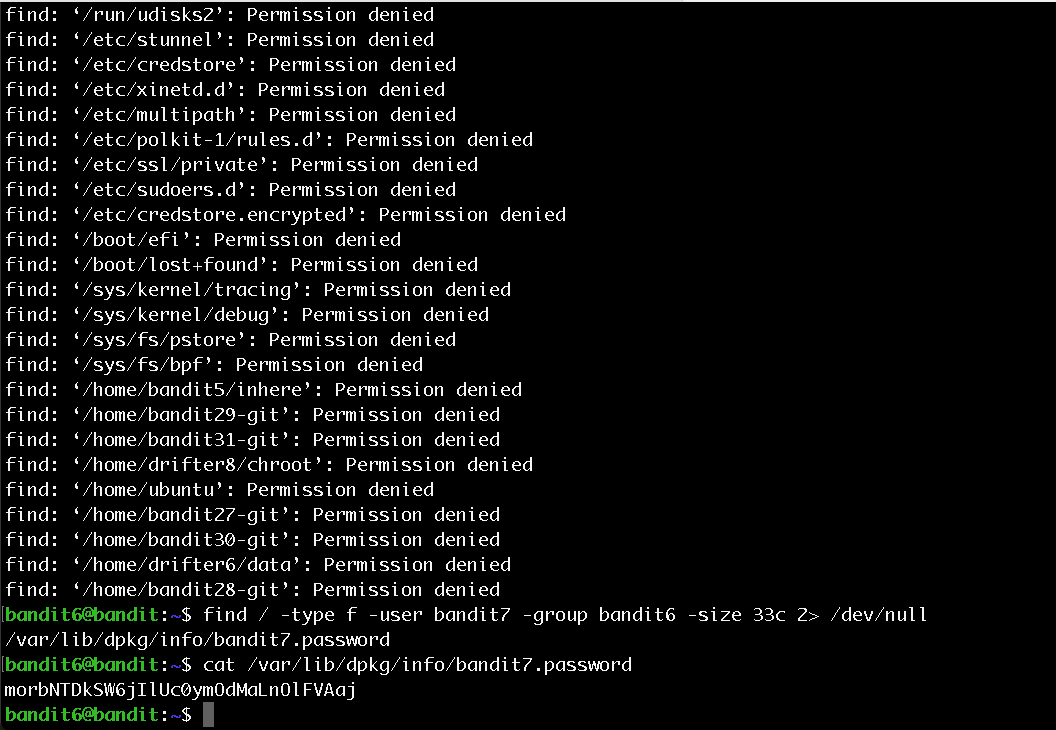 find: ‘/run/udisks2’: Permission denied
find: ‘/etc/stunnel’: Permission denied
find: ‘/etc/credstore’: Permission denied
find: ‘/etc/xinetd.d’: Permission denied
find: ‘/etc/multipath’: Permission denied
find: ‘/etc/polkit-1/rules.d’: Permission denied
find: ‘/etc/ssl/private’: Permission denied
find: ‘/etc/sudoers.d’: Permission denied
find: ‘/etc/credstore.encrypted’: Permission denied
find: ‘/boot/efi’: Permission denied
find: ‘/boot/lost+found’: Permission denied
find: ‘/sys/kernel/tracing’: Permission denied
find: ‘/sys/kernel/debug’: Permission denied
find: ‘/sys/fs/pstore’: Permission denied
find: ‘/sys/fs/bpf’: Permission denied
find: ‘/home/bandit5/inhere’: Permission denied
find: ‘/home/bandit29-git’: Permission denied
find: ‘/home/bandit31-git’: Permission denied
find: ‘/home/drifter8/chroot’: Permission denied
find: ‘/home/ubuntu’: Permission denied
find: ‘/home/bandit27-git’: Permission denied
find: ‘/home/bandit30-git’: Permission denied
find: ‘/home/drifter6/data’: Permission denied
find: ‘/home/bandit28-git’: Permission denied
bandit6@bandit:~$ find / -type f -user bandit7 -group bandit6 -size 33c 2> /dev/null
/var/lib/dpkg/info/bandit7.password
bandit6@bandit:~$ cat /var/lib/dpkg/info/bandit7.password
morbNTDkSW6jIlUc0ymOdMaLnOlFVAaj
bandit6@bandit:~$